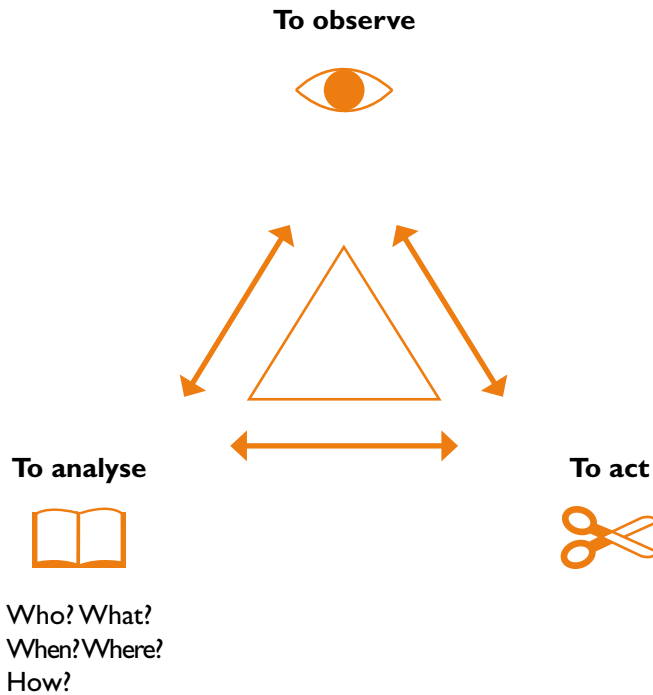 To observe
To analyse
To act
Who? What?
When? Where?
How?